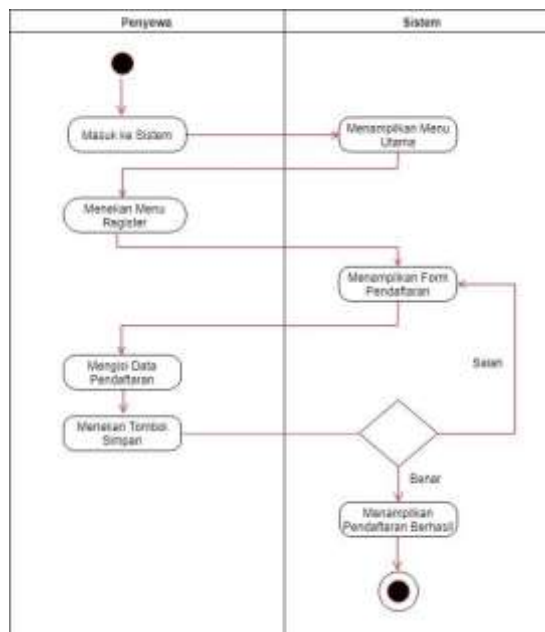 Penyewa
Sistem
Masuk ke Sistem
Menampilkan Menu
Utama
Menekan Menu
Register
Menampilkan Form
Pendaftaran
Mengisi Data
Pendaftaran
Salah
Menekan Tombol
Simpan
Benar
Menampilkan
Pendaftaran Berhasil